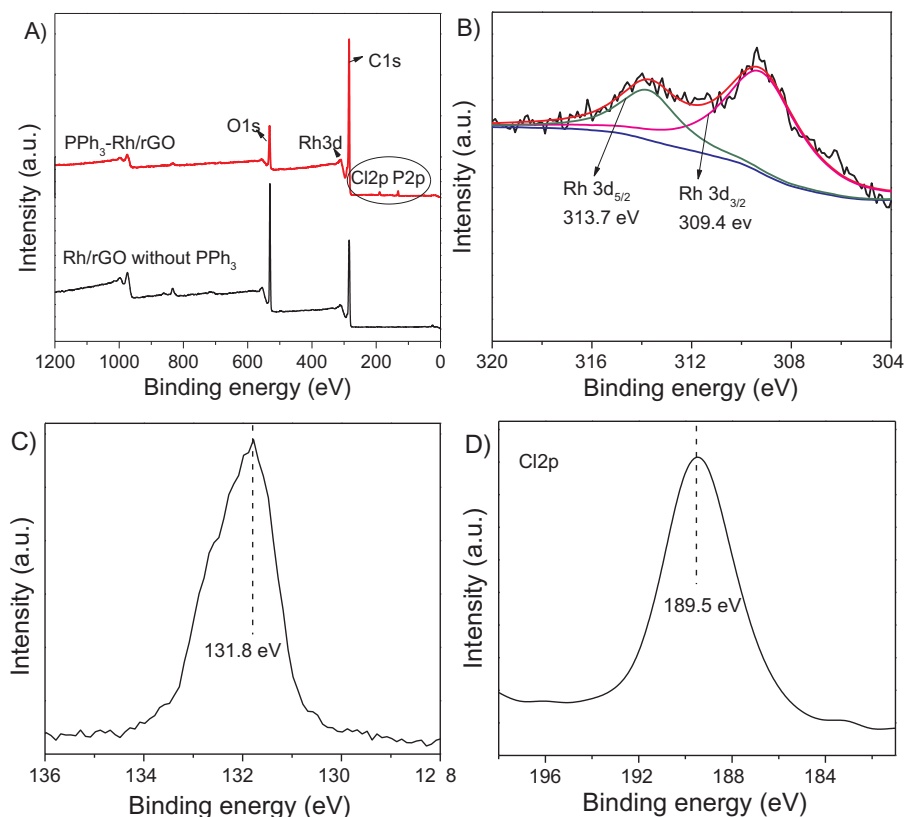 A)
C1s
O1s
Rh3d
PPh₃-Rh/rGO
Cl2p P2p
Rh/rGO without PPh₃
Intensity (a.u.)
1200 1000 800 600 400 200 0
Binding energy (eV)
B)
Rh 3d₅/₂
313.7 eV
Rh 3d₃/₂
309.4 ev
Intensity (a.u.)
320 316 312 308 304
Binding energy (eV)
C)
131.8 eV
Intensity (a.u.)
136 134 132 130 12 8
Binding energy (eV)
D)
Cl2p
189.5 eV
Intensity (a.u.)
196 192 188 184
Binding energy (eV)